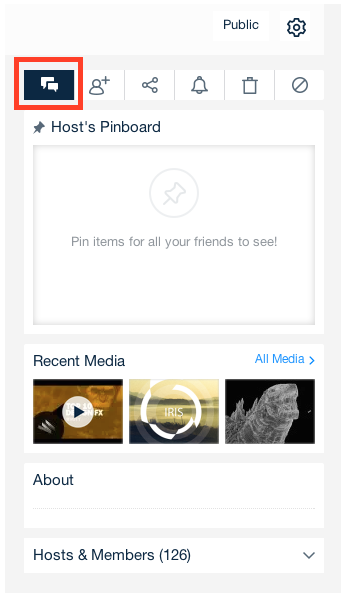 Public
Host's Pinboard
Pin items for all your friends to see!
Recent Media
All Media
IRIS
About
Hosts & Members (126)